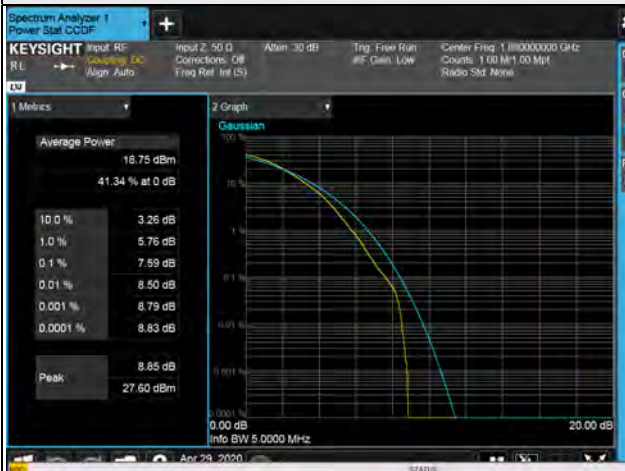 Spectrum Analyzer 1
Power Stat CCDF
+
KEYSIGHT Input: RF Input Z: 50 Ω Atten: 30 dB Trig: Free Run Center Freq: 1.880000000 GHz
RL Coupling: DC Corrections: Off #IF Gain: Low Counts: 1.00 M/1.00 Mpt
Align: Auto Freq Ref: Int (S) Radio Std: None
LW
1 Metrics
2 Graph
Gaussian
Average Power
18.75 dBm
41.34 % at 0 dB
10.0 % 3.26 dB
1.0 % 5.76 dB
0.1 % 7.59 dB
0.01 % 8.50 dB
0.001 % 8.79 dB
0.0001 % 8.83 dB
Peak 8.85 dB
27.60 dBm
100 %
10 %
1 %
0.1 %
0.01 %
0.001 %
0.0001 %
0.00 dB 20.00 dB
Info BW 5.0000 MHz
Apr 29, 2020
MSG STATUS